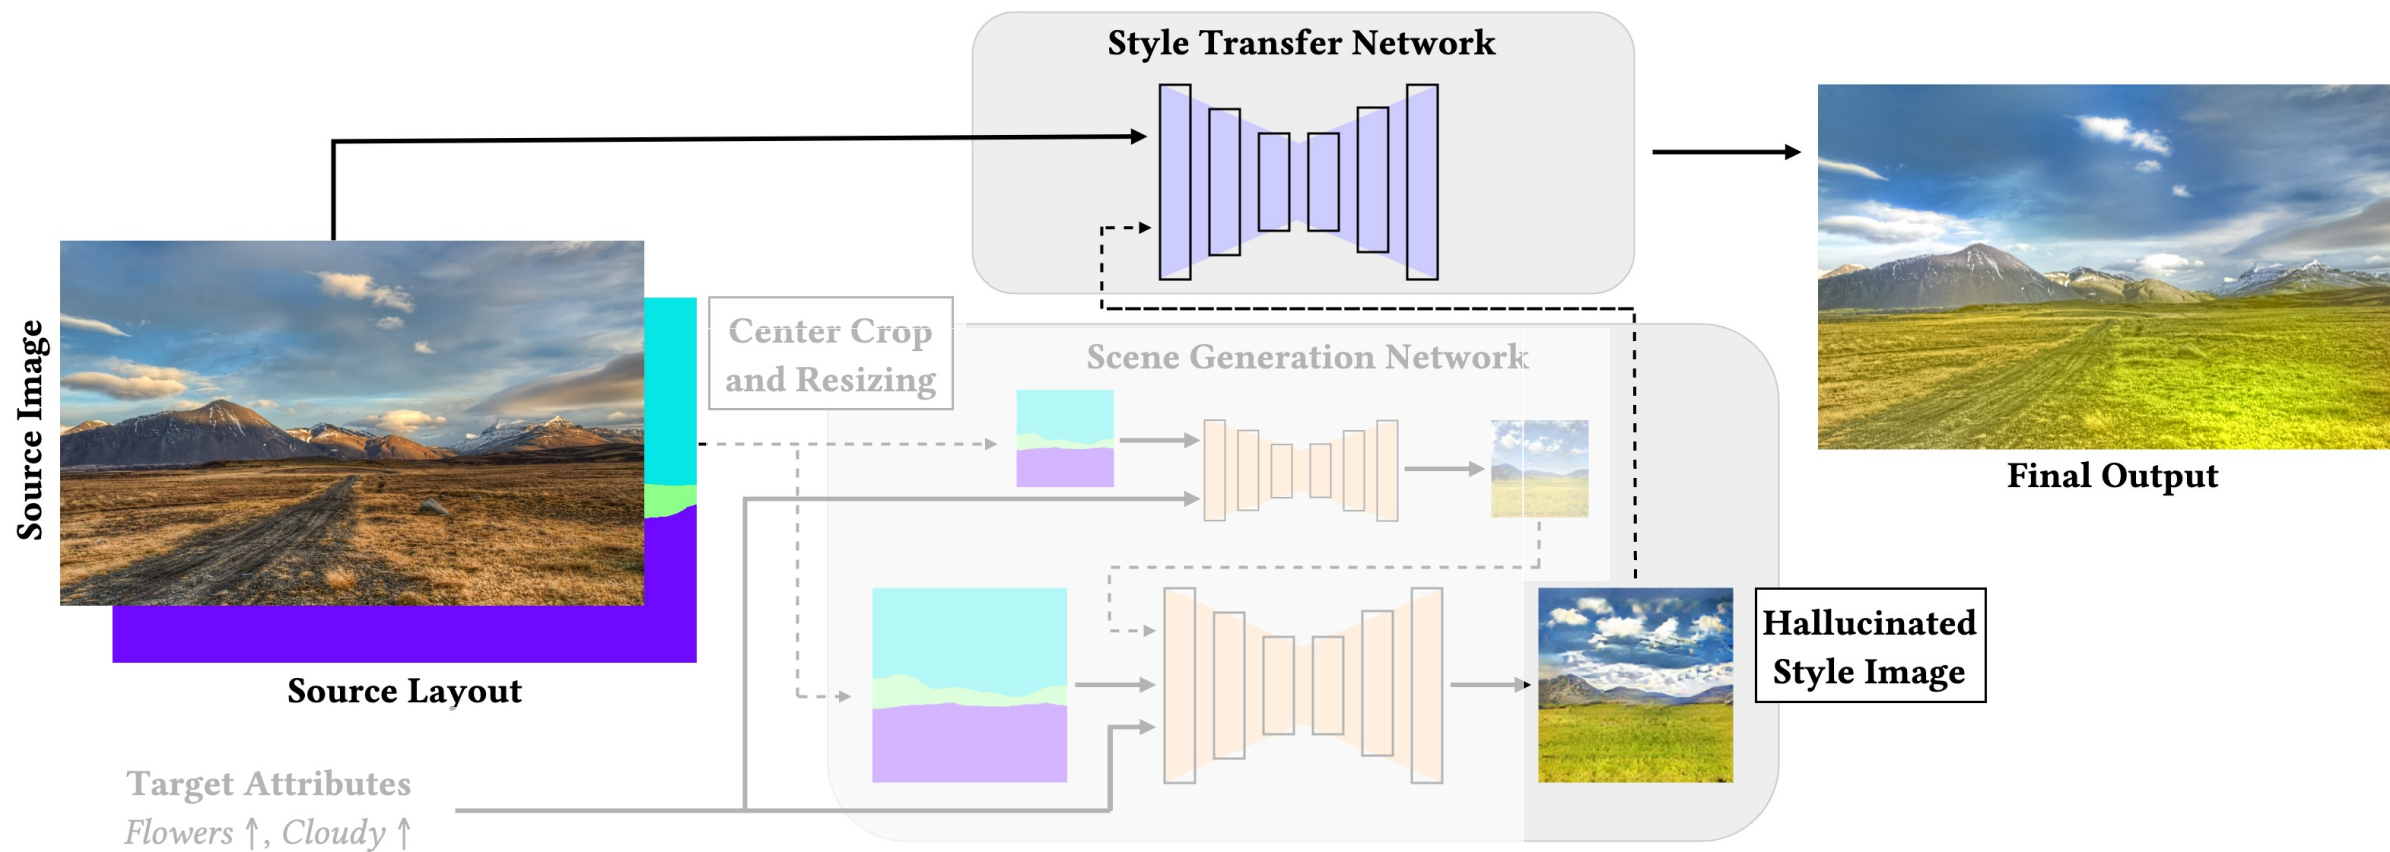 Style Transfer Network
Source Image
Center Crop
and Resizing
Scene Generation Network
Final Output
Hallucinated
Style Image
Source Layout
Target Attributes
Flowers ↑, Cloudy ↑